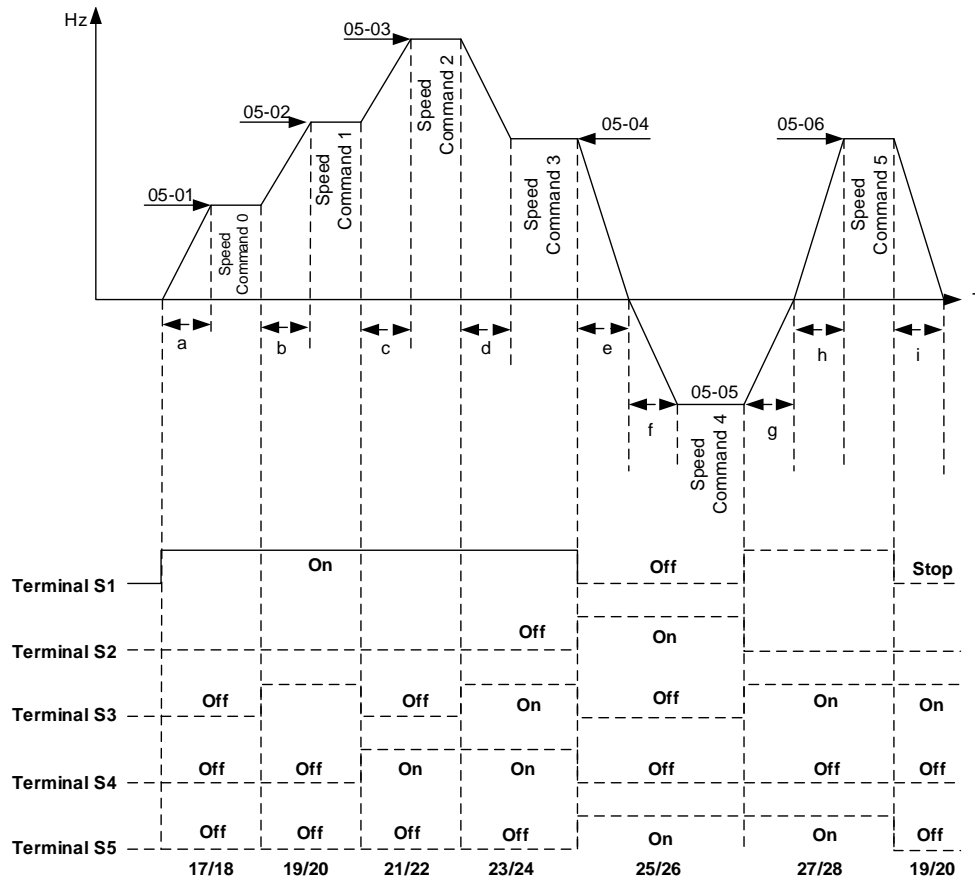 Hz
05-03
05-02
05-04
05-06
05-01
Speed Command 0
Speed Command 1
Speed Command 2
Speed Command 3
Speed Command 5
T
a
b
c
d
e
h
i
05-05
f
g
Speed Command 4
Terminal S1 On Off Stop
Terminal S2 Off On
Terminal S3 Off Off On Off On On
Terminal S4 Off Off On On Off Off Off
Terminal S5 Off Off Off Off On On Off
17/18 19/20 21/22 23/24 25/26 27/28 19/20